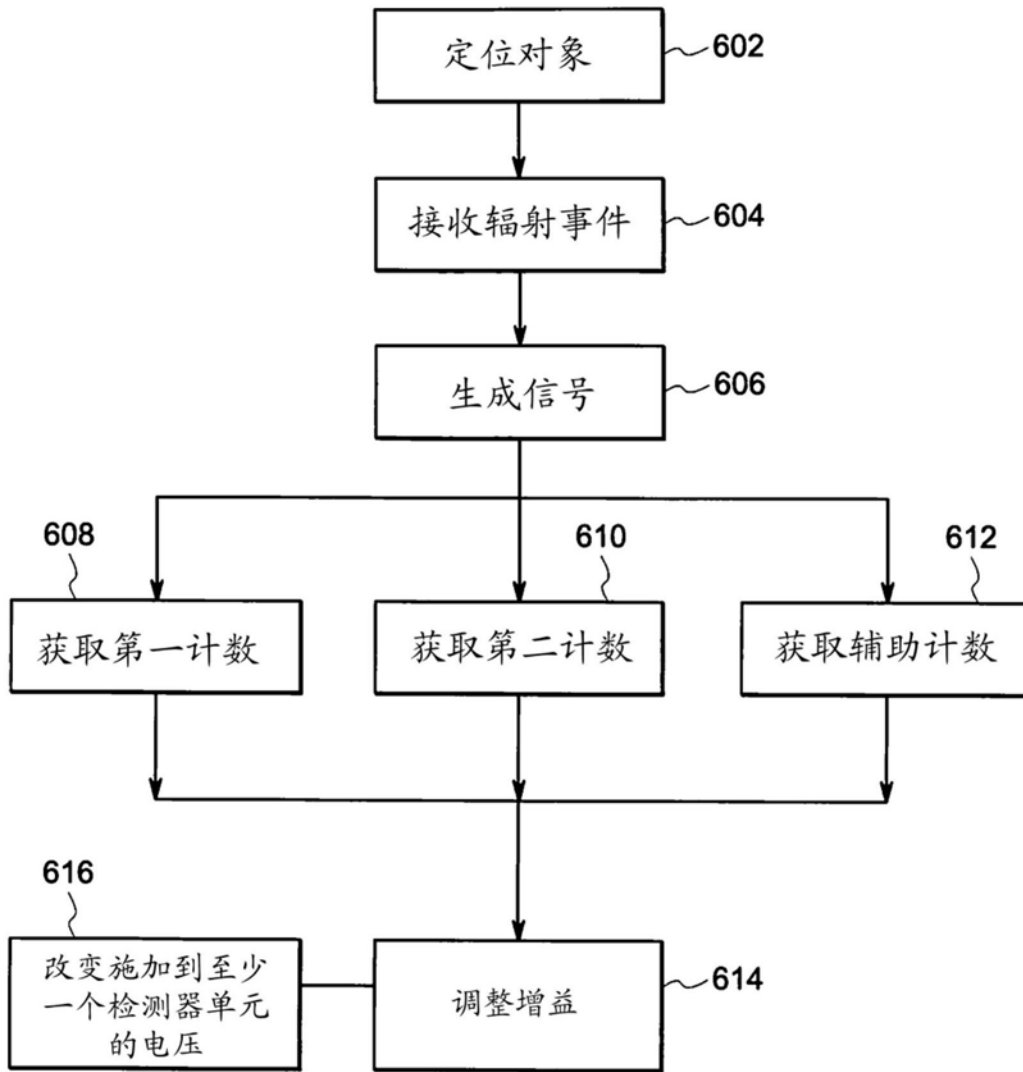 定位对象
602
接收辐射事件
604
生成信号
606
608
610
612
获取第一计数
获取第二计数
获取辅助计数
616
改变施加到至少
一个检测器单元
的电压
调整增益
614